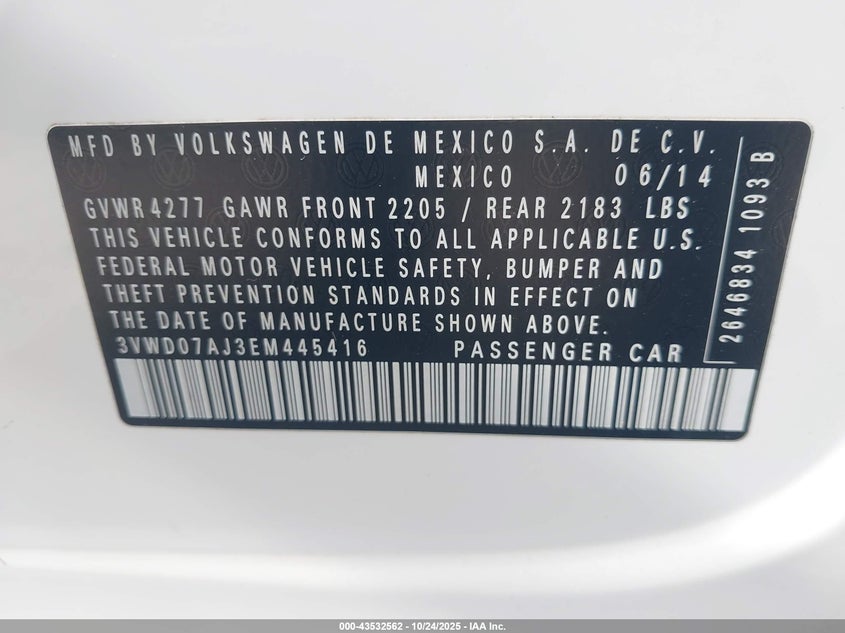 MFD BY VOLKSWAGEN DE MEXICO S.A. DE C.V.
MEXICO 06/14
GVWR 4277 GAWR FRONT 2205 / REAR 2183 LBS
THIS VEHICLE CONFORMS TO ALL APPLICABLE U.S.
FEDERAL MOTOR VEHICLE SAFETY, BUMPER AND
THEFT PREVENTION STANDARDS IN EFFECT ON
THE DATE OF MANUFACTURE SHOWN ABOVE.
3VWD07AJ3EM445416 PASSENGER CAR
2646834 1093 B
000-43532562 - 10/24/2025 - IAA Inc.